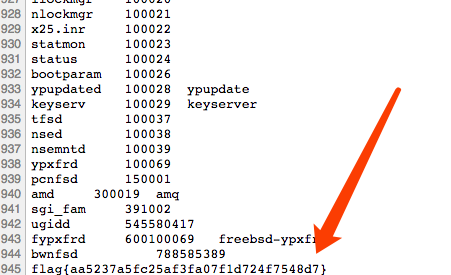 928 nlockmgr 100021
929 x25.inr 100022
930 statmon 100023
931 status 100024
932 bootparam 100026
933 ypupdated 100028 ypupdate
934 keyserv 100029 keyserver
935 tfsd 100037
936 nsed 100038
937 nsemntd 100039
938 ypxfrd 100069
939 pcnfsd 150001
940 amd 300019 amq
941 sgi_fam 391002
942 ugidd 545580417
943 fypxfrd 600100069
944 bwnfsd 788585389
945 flag{aa5237a5fc25af3fa07f1d724f7548d7}